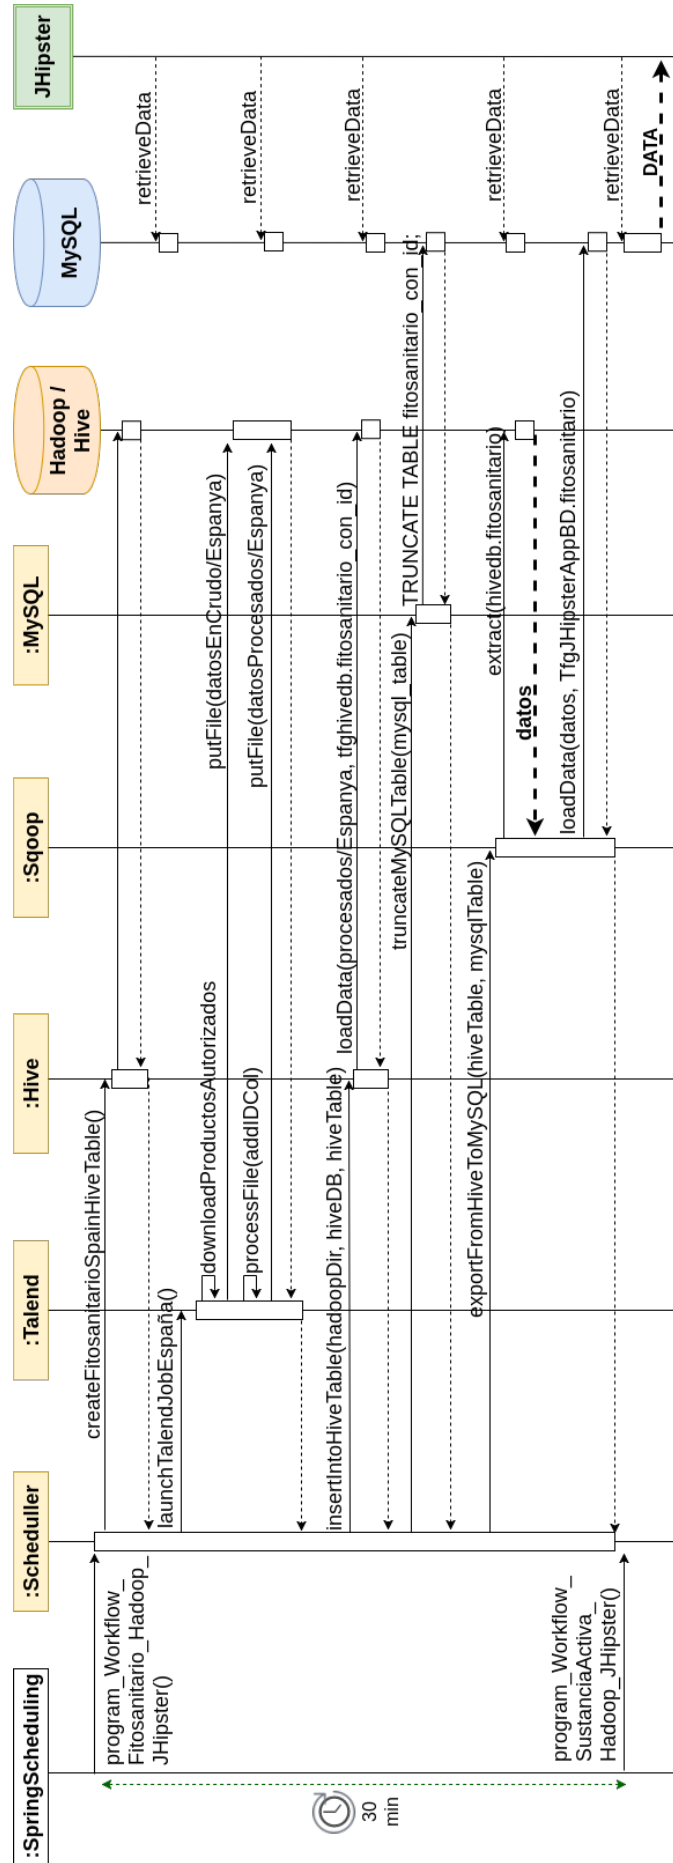 :SpringScheduling
:Scheduller
:Talend
:Hive
:Sqoop
:MySQL
Hadoop /
Hive
MySQL
JHipster
30
min
program_Workflow_
Fitosanitario_Hadoop_
JHipster()
createFitosanitarioSpainHiveTable()
retrieveData
launchTalendJobEspaña()
downloadProductosAutorizados
putFile(datosEnCrudo/Espanya)
retrieveData
processFile(addIDCol)
putFile(datosProcesados/Espanya)
insertIntoHiveTable(hadoopDir, hiveDB, hiveTable)
loadData(procesados/Espanya, tfghivedb.fitosanitario_con_id)
retrieveData
truncateMySQLTable(mysql_table)
TRUNCATE TABLE fitosanitario_con_id;
exportFromHiveToMySQL(hiveTable, mysqlTable)
extract(hivedb.fitosanitario)
retrieveData
datos
loadData(datos, TfgJHipsterAppBD.fitosanitario)
retrieveData
DATA
program_Workflow_
SustanciaActiva_
Hadoop_JHipster()